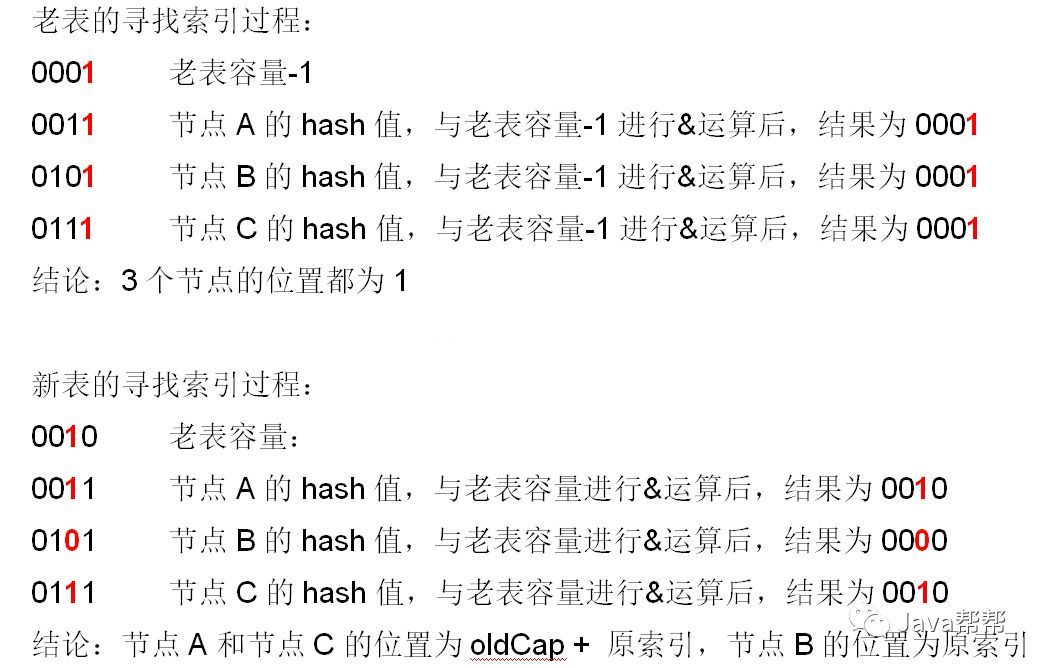 老表的寻找索引过程：
0001 老表容量-1
0011 节点 A 的 hash 值，与老表容量-1 进行&运算后，结果为 0001
0101 节点 B 的 hash 值，与老表容量-1 进行&运算后，结果为 0001
0111 节点 C 的 hash 值，与老表容量-1 进行&运算后，结果为 0001
结论：3 个节点的位置都为 1
新表的寻找索引过程：
0010 老表容量：
0011 节点 A 的 hash 值，与老表容量进行&运算后，结果为 0010
0101 节点 B 的 hash 值，与老表容量进行&运算后，结果为 0000
0111 节点 C 的 hash 值，与老表容量进行&运算后，结果为 0010
Java帮帮
结论：节点 A 和节点 C 的位置为 oldCap + 原索引，节点 B 的位置为原索引